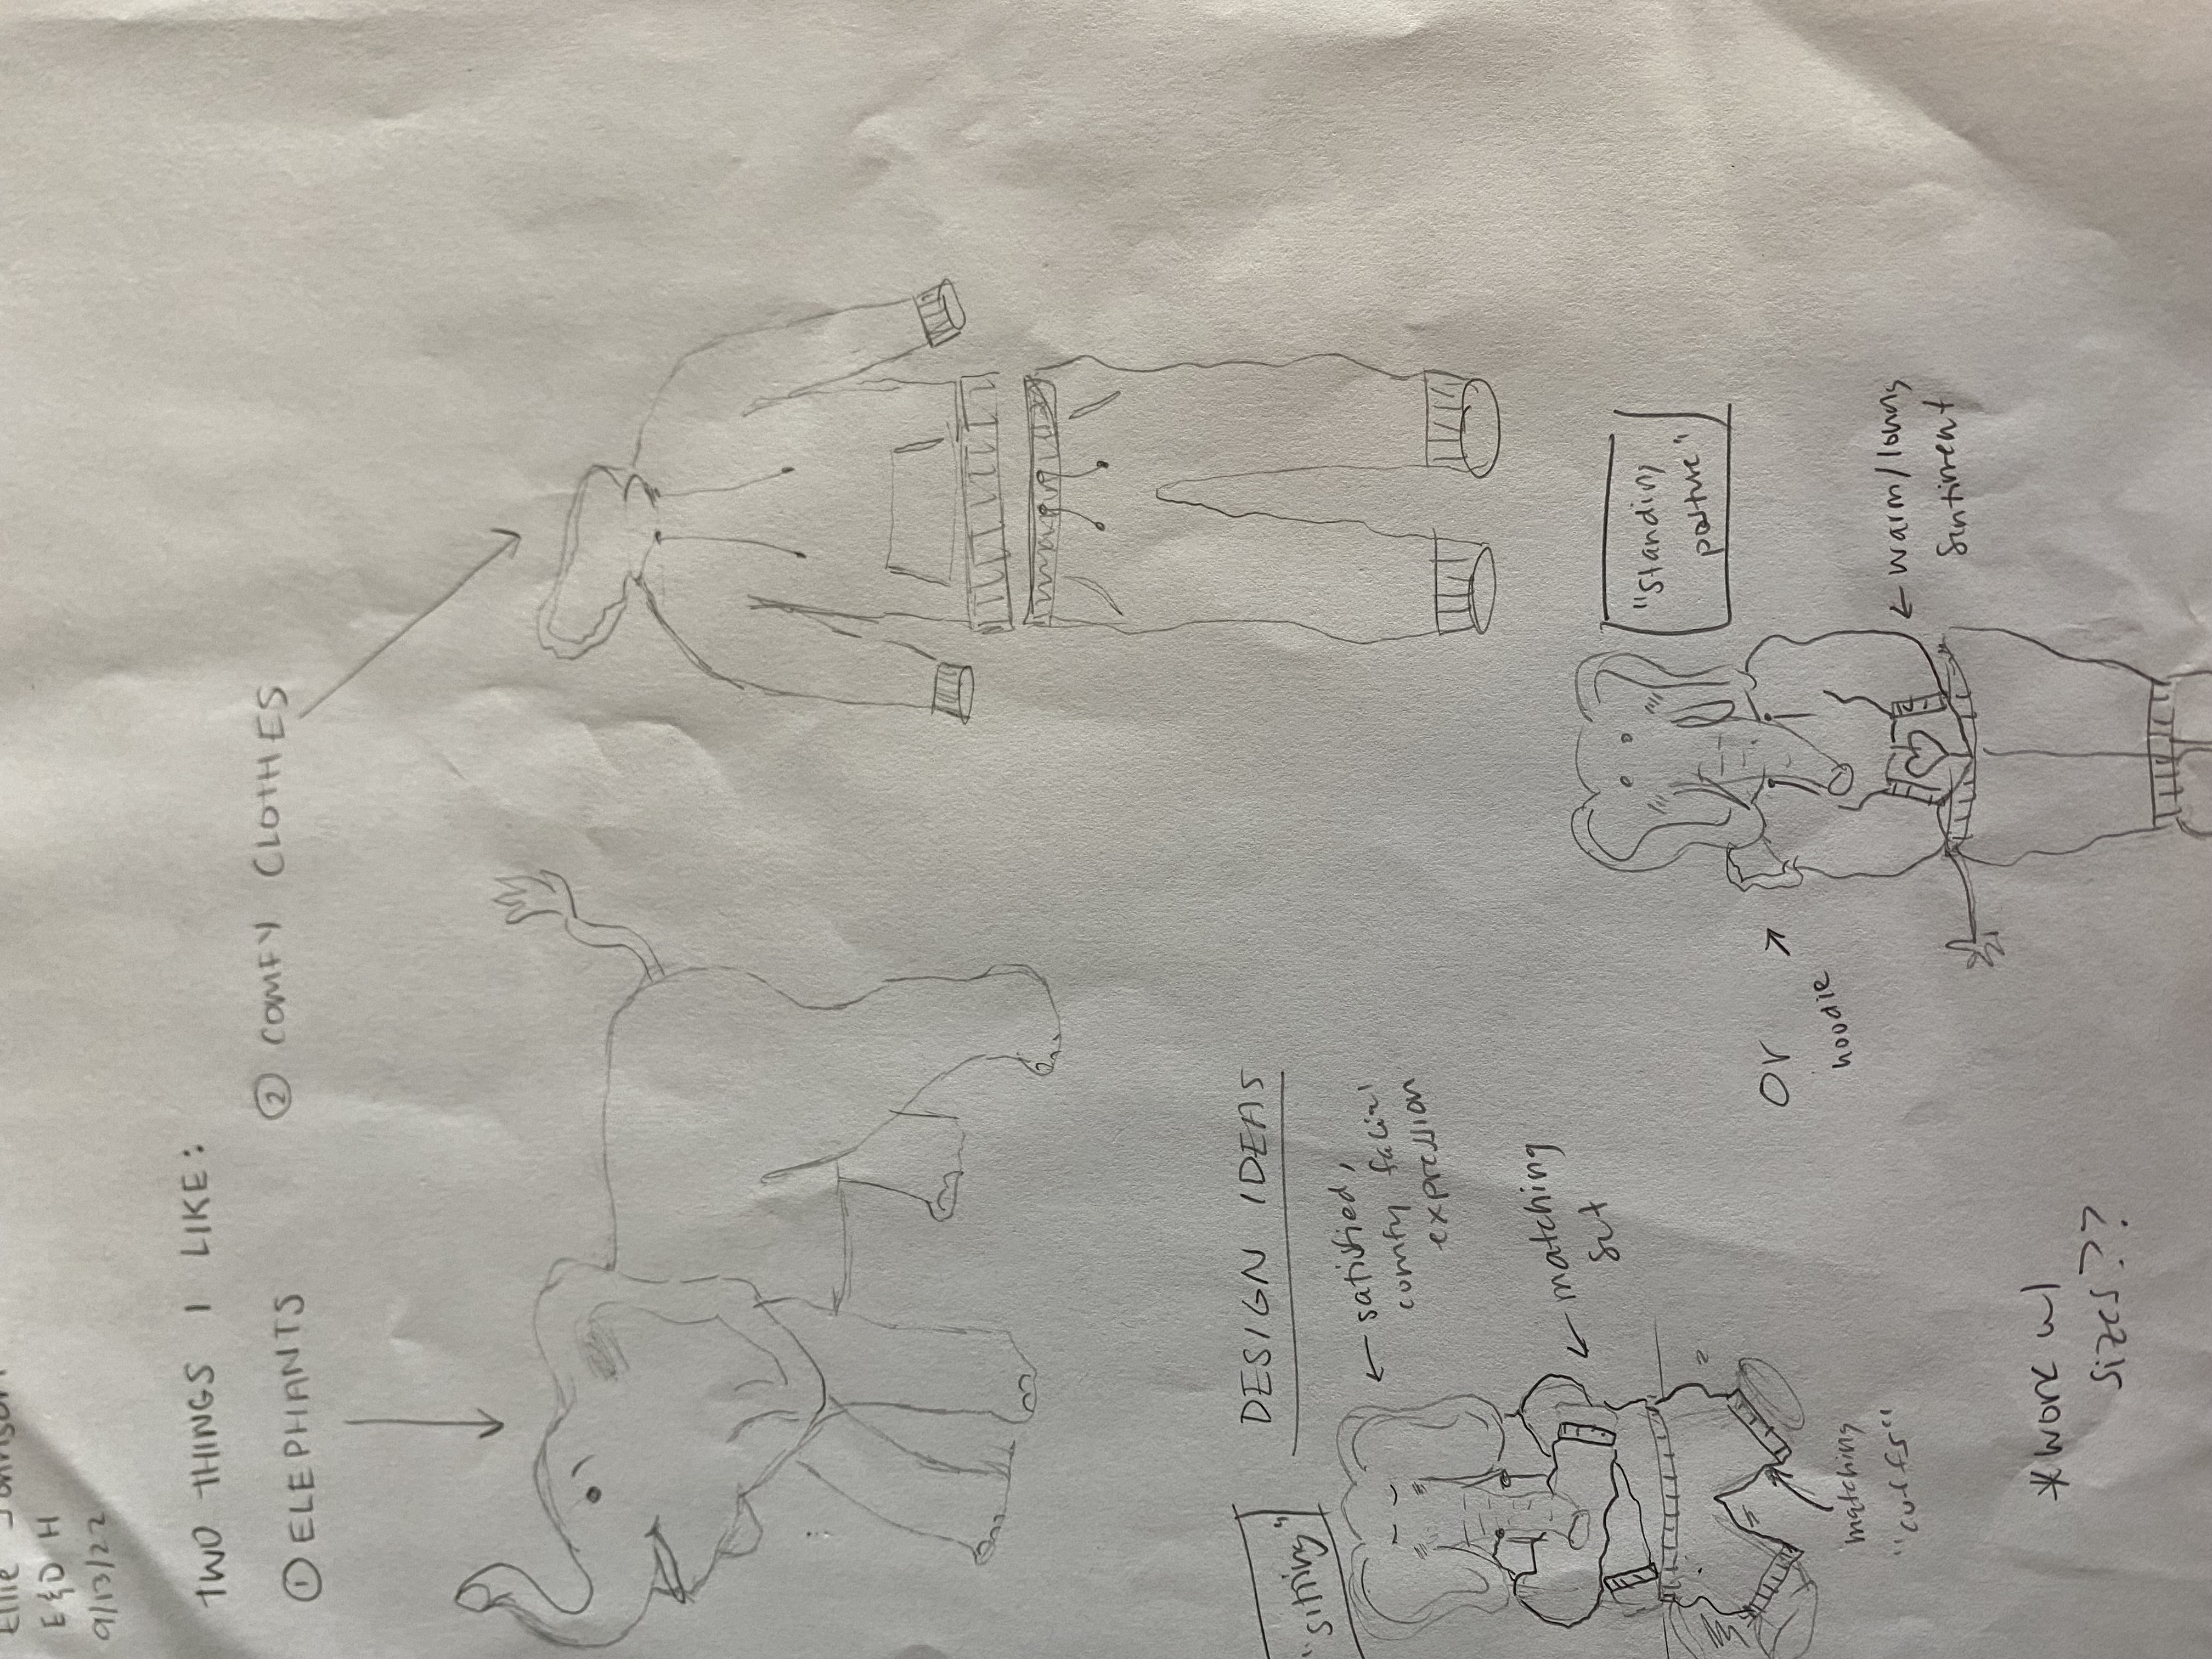 Ellie Johnson
E&D H
9/13/22
TWO THINGS I LIKE:
① ELEPHANTS
② COMFY CLOTHES
DESIGN IDEAS
"sitting"
← satisfied,
comfy facial
expression
← matching
set
matching
"cuffs"
"standing
posture"
or
hoodie
← warm/loving
sentiment
*work w/
sizes??